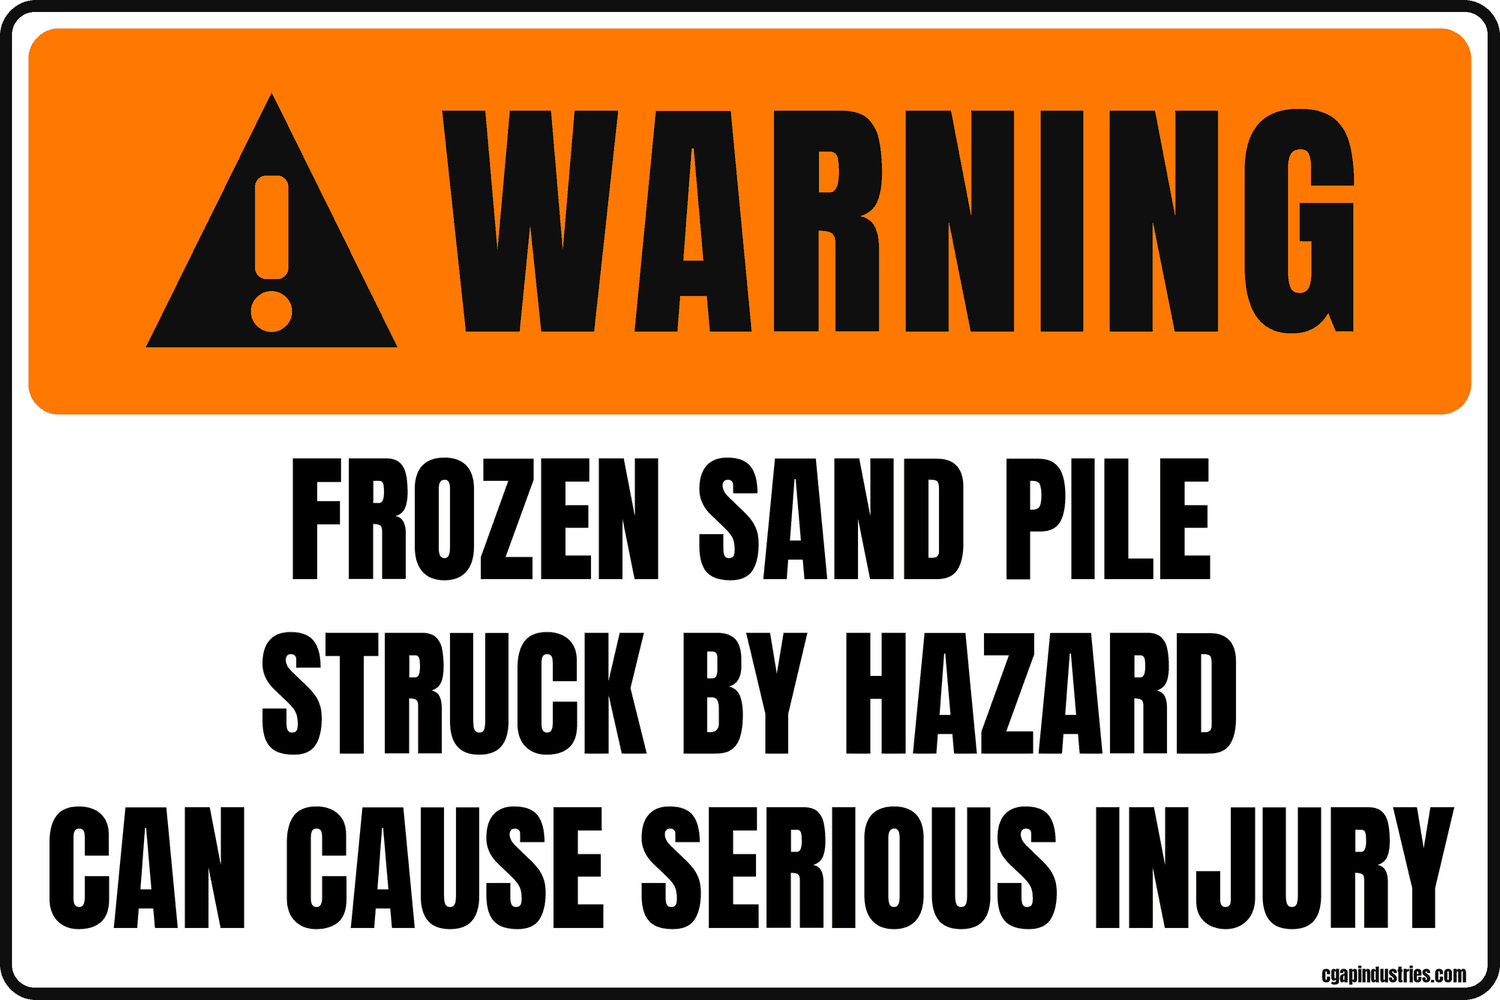 WARNING
FROZEN SAND PILE
STRUCK BY HAZARD
CAN CAUSE SERIOUS INJURY
cgapindustries.com